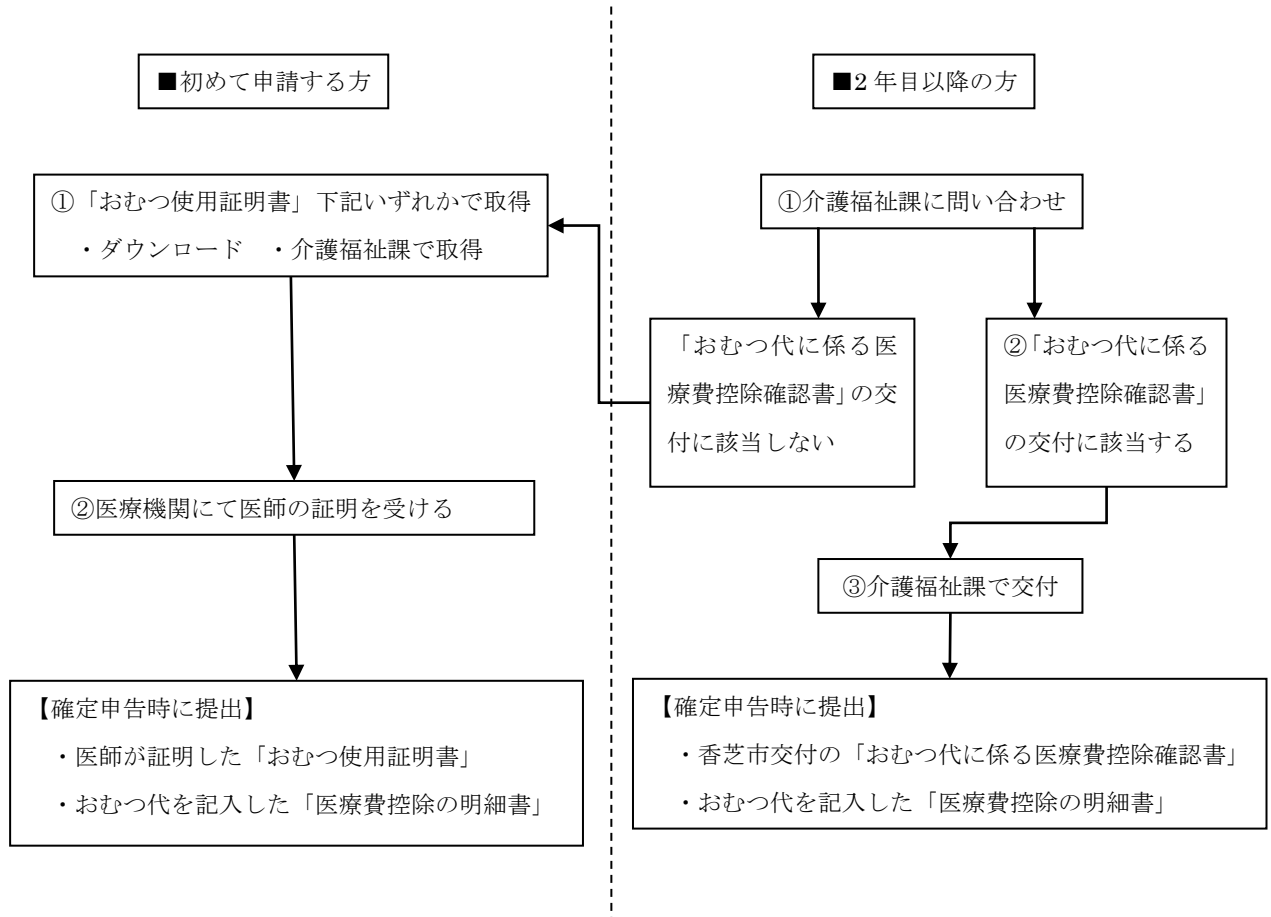 ■初めて申請する方
①「おむつ使用証明書」下記いずれかで取得
・ダウンロード　・介護福祉課で取得
②医療機関にて医師の証明を受ける
【確定申告時に提出】
・医師が証明した「おむつ使用証明書」
・おむつ代を記入した「医療費控除の明細書」
■2 年目以降の方
①介護福祉課に問い合わせ
「おむつ代に係る医
療費控除確認書」の交
付に該当しない
②「おむつ代に係る
医療費控除確認書」
の交付に該当する
③介護福祉課で交付
【確定申告時に提出】
・香芝市交付の「おむつ代に係る医療費控除確認書」
・おむつ代を記入した「医療費控除の明細書」